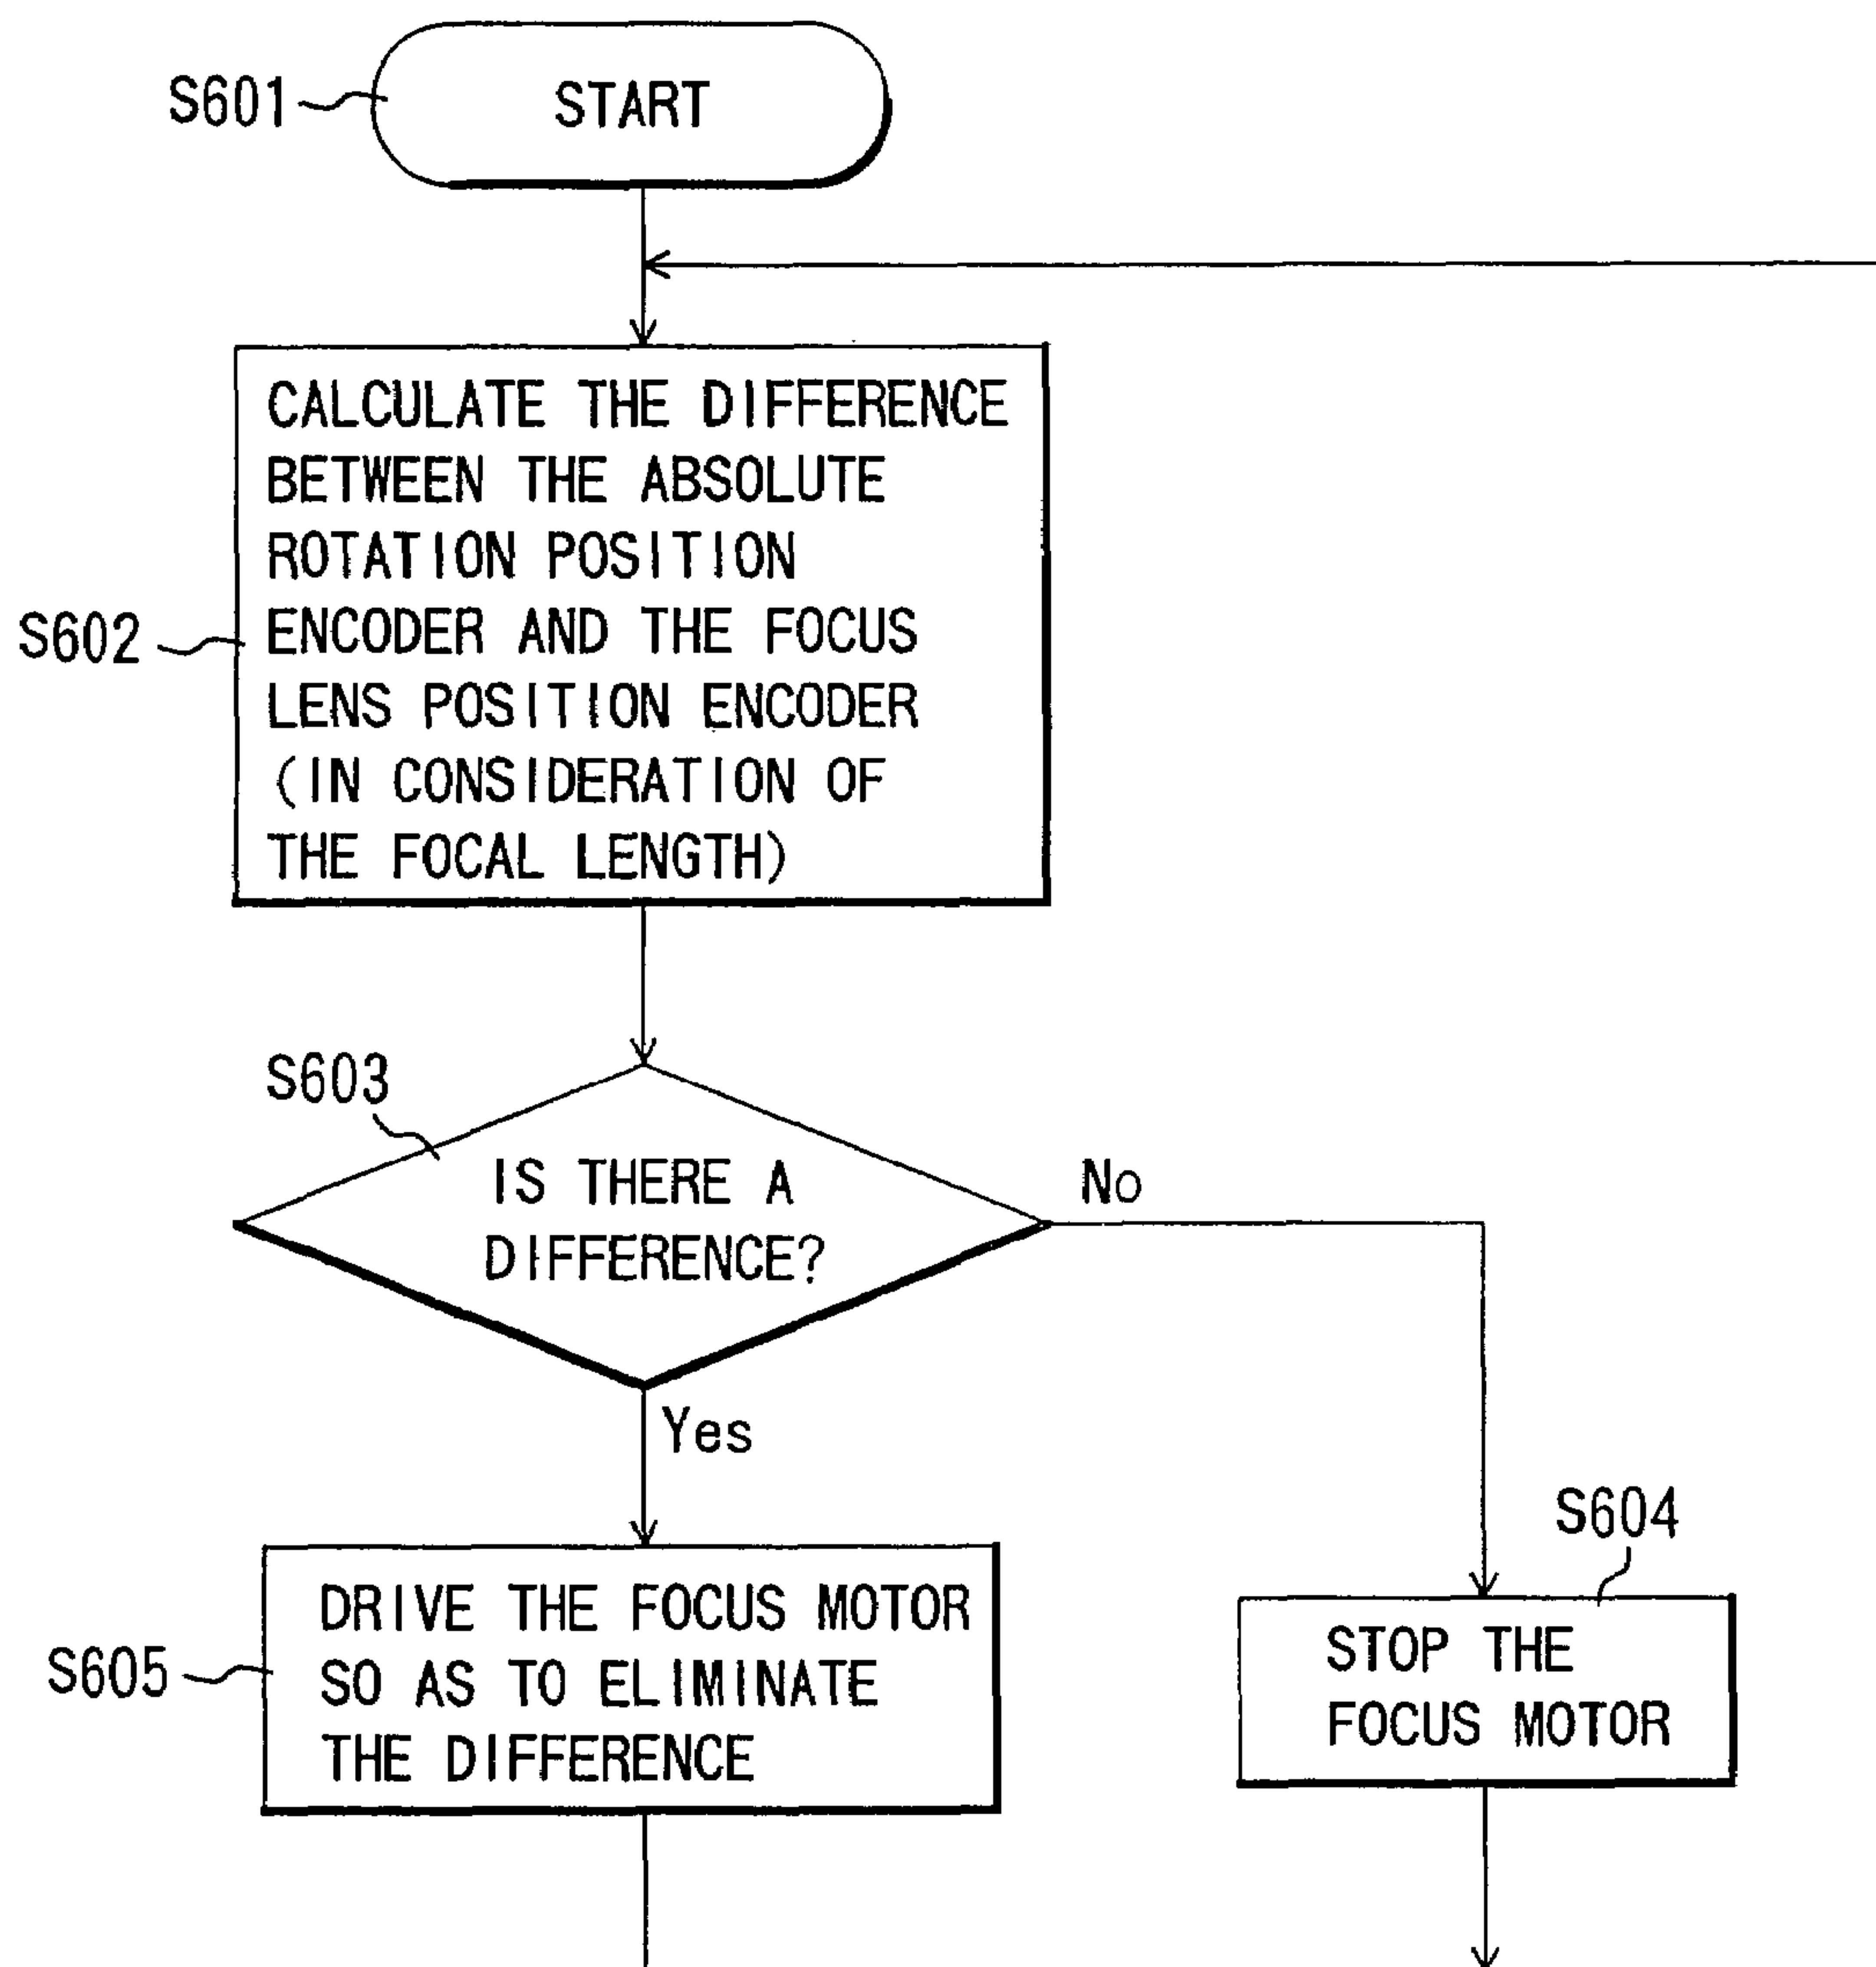 S601
START
S602
CALCULATE THE DIFFERENCE
BETWEEN THE ABSOLUTE
ROTATION POSITION
ENCODER AND THE FOCUS
LENS POSITION ENCODER
(IN CONSIDERATION OF
THE FOCAL LENGTH)
S603
IS THERE A
DIFFERENCE?
No
Yes
S604
STOP THE
FOCUS MOTOR
S605
DRIVE THE FOCUS MOTOR
SO AS TO ELIMINATE
THE DIFFERENCE